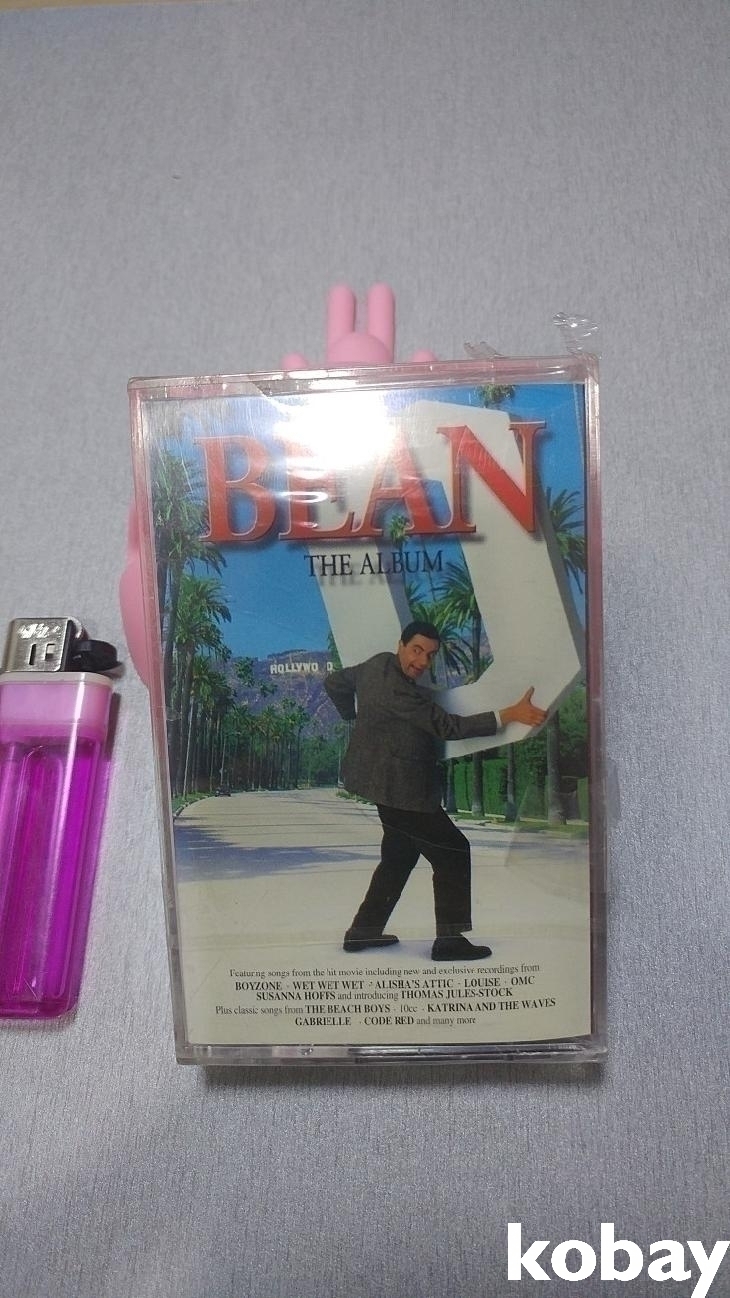 BEAN
THE ALBUM
HOLLYWO D
Featuring songs from the hit movie including new and exclusive recordings from
BOYZONE · WET WET WET · ALISHA'S ATTIC · LOUISE · OMC
SUSANNA HOFFS and introducing THOMAS JULES-STOCK
Plus classic songs from THE BEACH BOYS · 10cc · KATRINA AND THE WAVES
GABRIELLE · CODE RED and many more
kobay